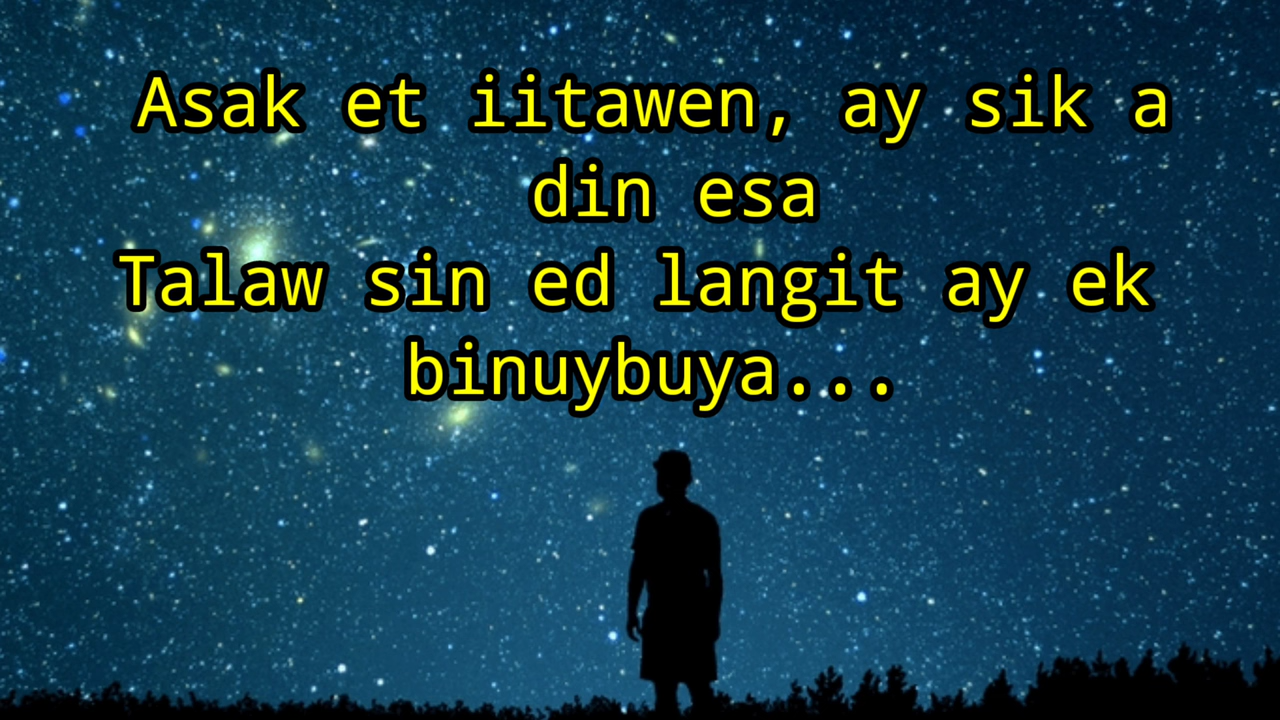 Asak et iitawen, ay sik a
din esa
Talaw sin ed langit ay ek
binuybuya...